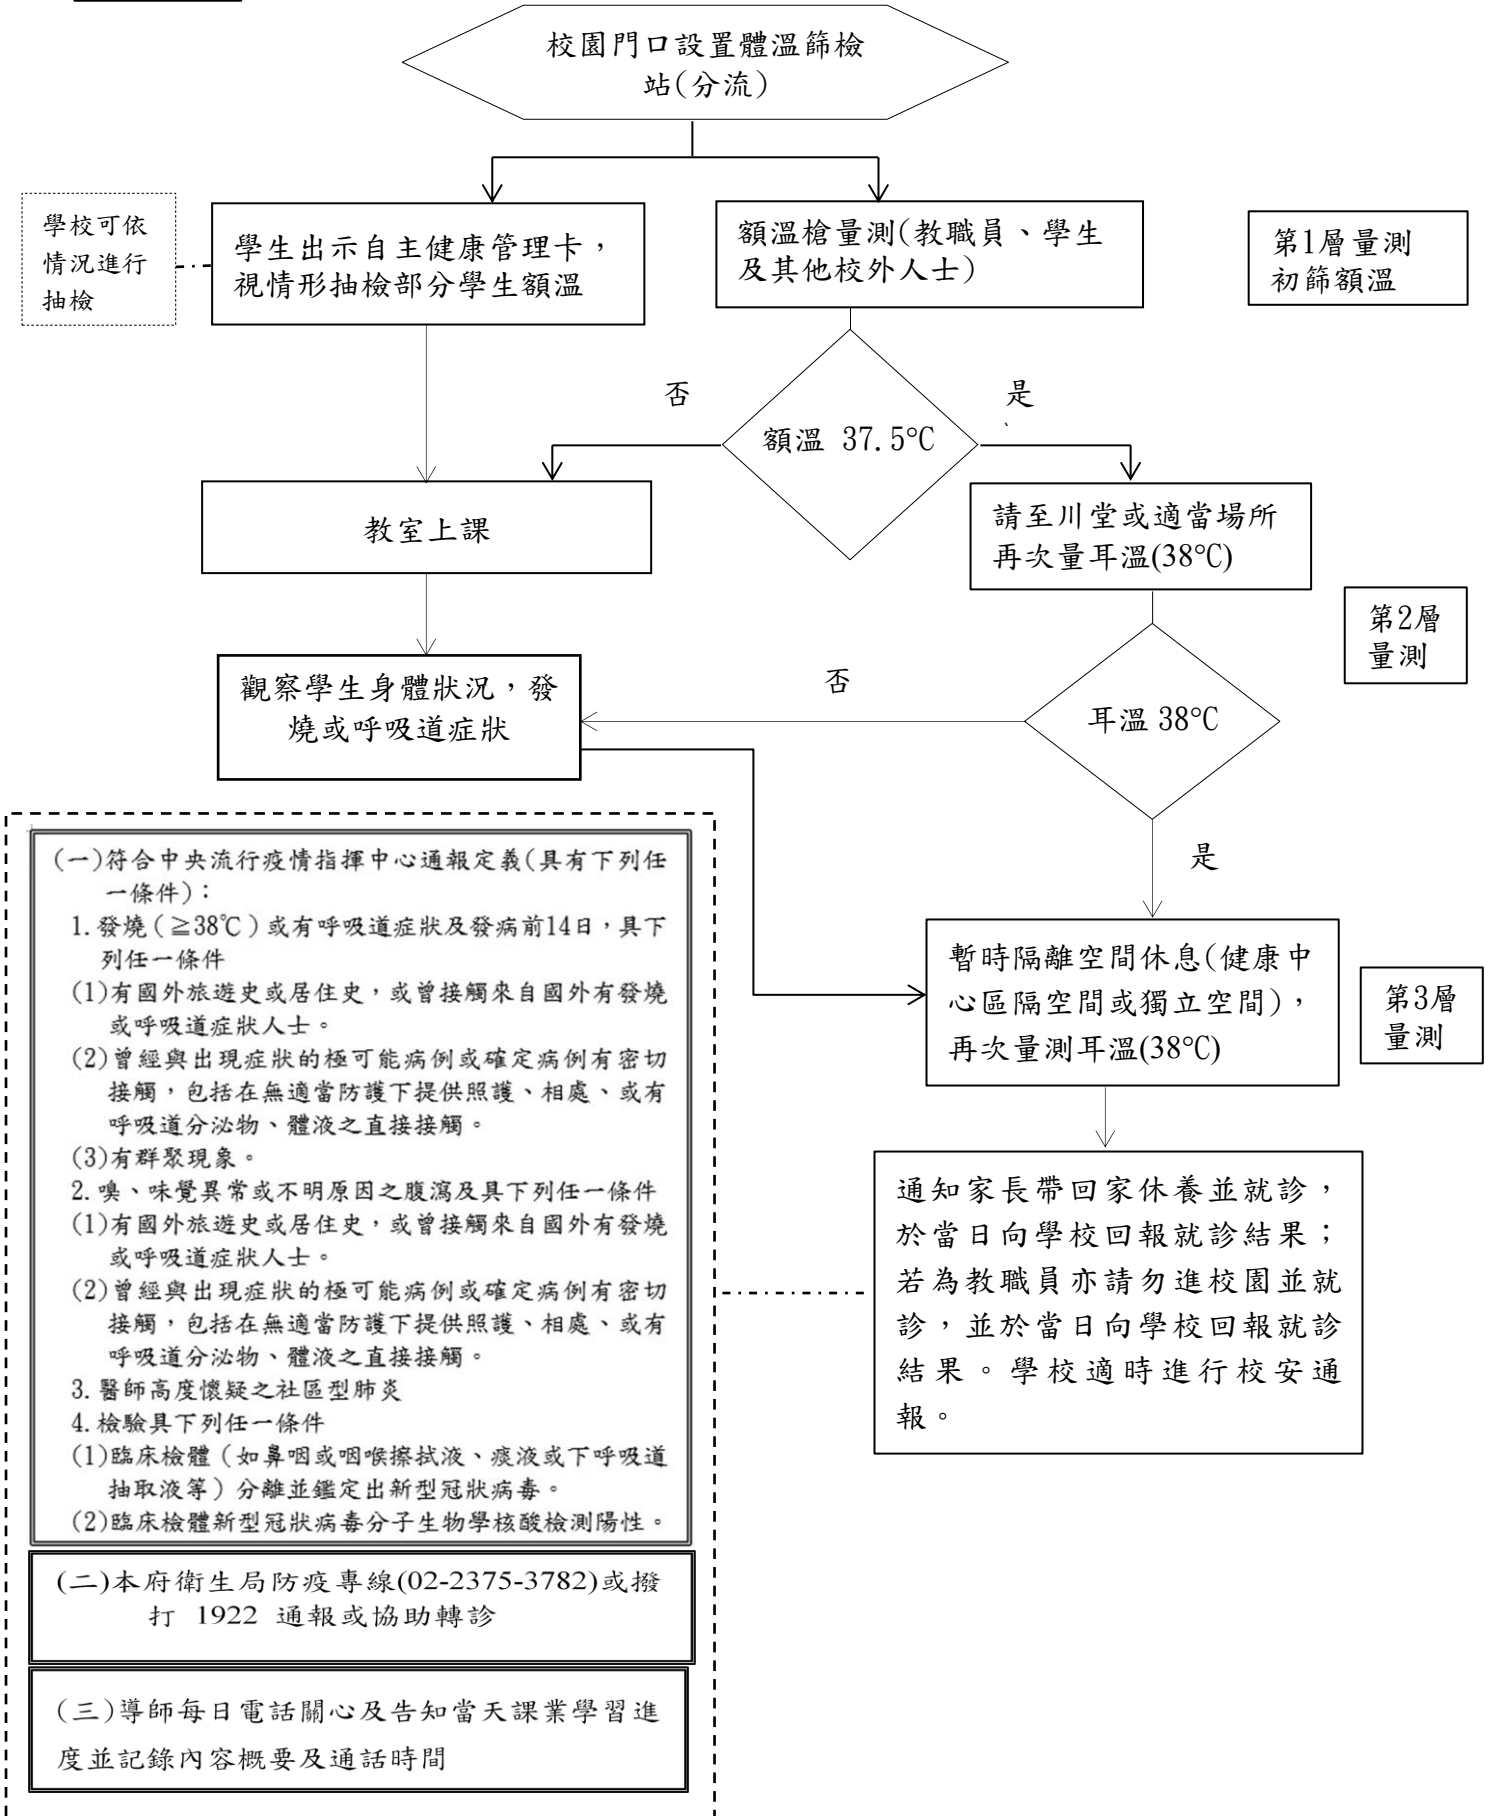 校園門口設置體溫篩檢
站(分流)
學校可依
情況進行
抽檢
學生出示自主健康管理卡，
視情形抽檢部分學生額溫
額溫槍量測(教職員、學生
及其他校外人士)
第1層量測
初篩額溫
否
是
額溫 37.5°C
教室上課
請至川堂或適當場所
再次量耳溫(38°C)
第2層
量測
觀察學生身體狀況，發
燒或呼吸道症狀
否
耳溫 38°C
是
暫時隔離空間休息(健康中
心區隔空間或獨立空間)，
再次量測耳溫(38°C)
第3層
量測
通知家長帶回家休養並就診，
於當日向學校回報就診結果；
若為教職員亦請勿進校園並就
診，並於當日向學校回報就診
結果。學校適時進行校安通
報。
(一)符合中央流行疫情指揮中心通報定義(具有下列任
一條件)：
1.發燒（≧38℃）或有呼吸道症狀及發病前14日，具下
列任一條件
(1)有國外旅遊史或居住史，或曾接觸來自國外有發燒
或呼吸道症狀人士。
(2)曾經與出現症狀的極可能病例或確定病例有密切
接觸，包括在無適當防護下提供照護、相處、或有
呼吸道分泌物、體液之直接接觸。
(3)有群聚現象。
2.嗅、味覺異常或不明原因之腹瀉及具下列任一條件
(1)有國外旅遊史或居住史，或曾接觸來自國外有發燒
或呼吸道症狀人士。
(2)曾經與出現症狀的極可能病例或確定病例有密切
接觸，包括在無適當防護下提供照護、相處、或有
呼吸道分泌物、體液之直接接觸。
3.醫師高度懷疑之社區型肺炎
4.檢驗具下列任一條件
(1)臨床檢體（如鼻咽或咽喉擦拭液、痰液或下呼吸道
抽取液等）分離並鑑定出新型冠狀病毒。
(2)臨床檢體新型冠狀病毒分子生物學核酸檢測陽性。
(二)本府衛生局防疫專線(02-2375-3782)或撥
打 1922 通報或協助轉診
(三)導師每日電話關心及告知當天課業學習進
度並記錄內容概要及通話時間